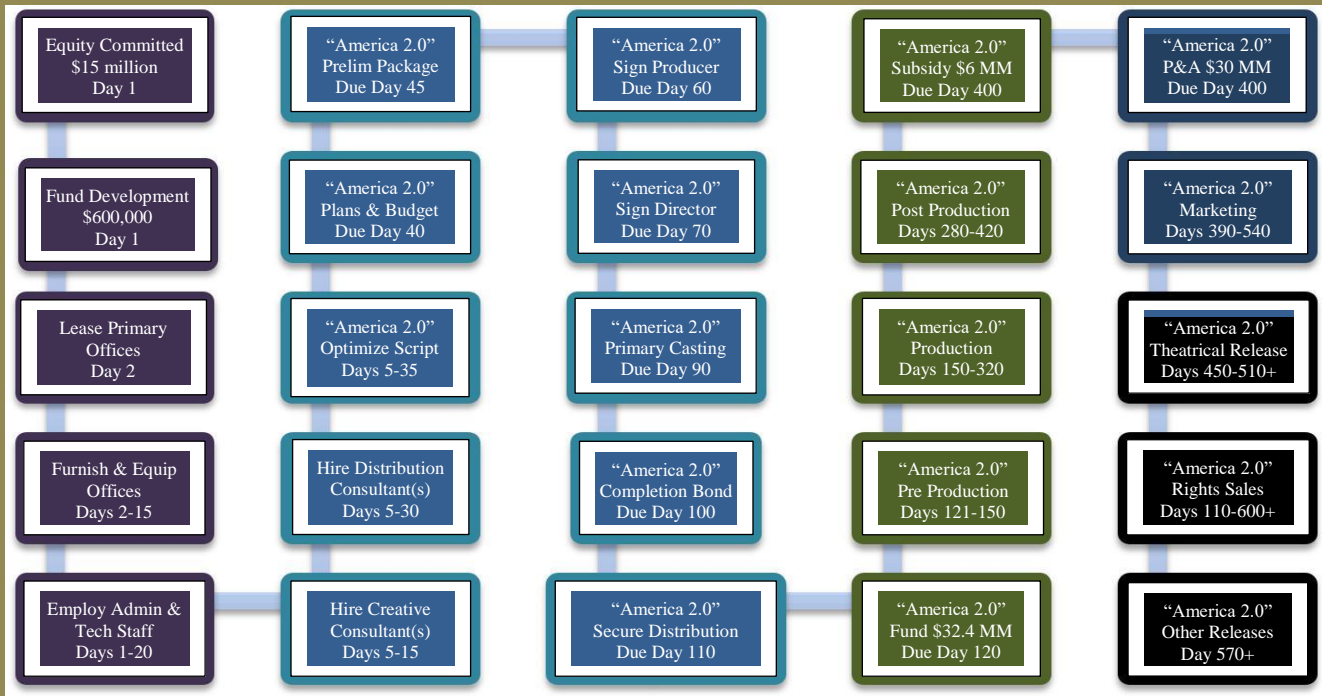 Equity Committed
$15 million
Day 1
Fund Development
$600,000
Day 1
Lease Primary
Offices
Day 2
Furnish & Equip
Offices
Days 2-15
Employ Admin &
Tech Staff
Days 1-20
“America 2.0”
Prelim Package
Due Day 45
“America 2.0”
Plans & Budget
Due Day 40
“America 2.0”
Optimize Script
Days 5-35
Hire Distribution
Consultant(s)
Days 5-30
Hire Creative
Consultant(s)
Days 5-15
“America 2.0”
Sign Producer
Due Day 60
“America 2.0”
Sign Director
Due Day 70
“America 2.0”
Primary Casting
Due Day 90
“America 2.0”
Completion Bond
Due Day 100
“America 2.0”
Secure Distribution
Due Day 110
“America 2.0”
Subsidy $6 MM
Due Day 400
“America 2.0”
Post Production
Days 280-420
“America 2.0”
Production
Days 150-320
“America 2.0”
Pre Production
Days 121-150
“America 2.0”
Fund $32.4 MM
Due Day 120
“America 2.0”
P&A $30 MM
Due Day 400
“America 2.0”
Marketing
Days 390-540
“America 2.0”
Theatrical Release
Days 450-510+
“America 2.0”
Rights Sales
Days 110-600+
“America 2.0”
Other Releases
Day 570+